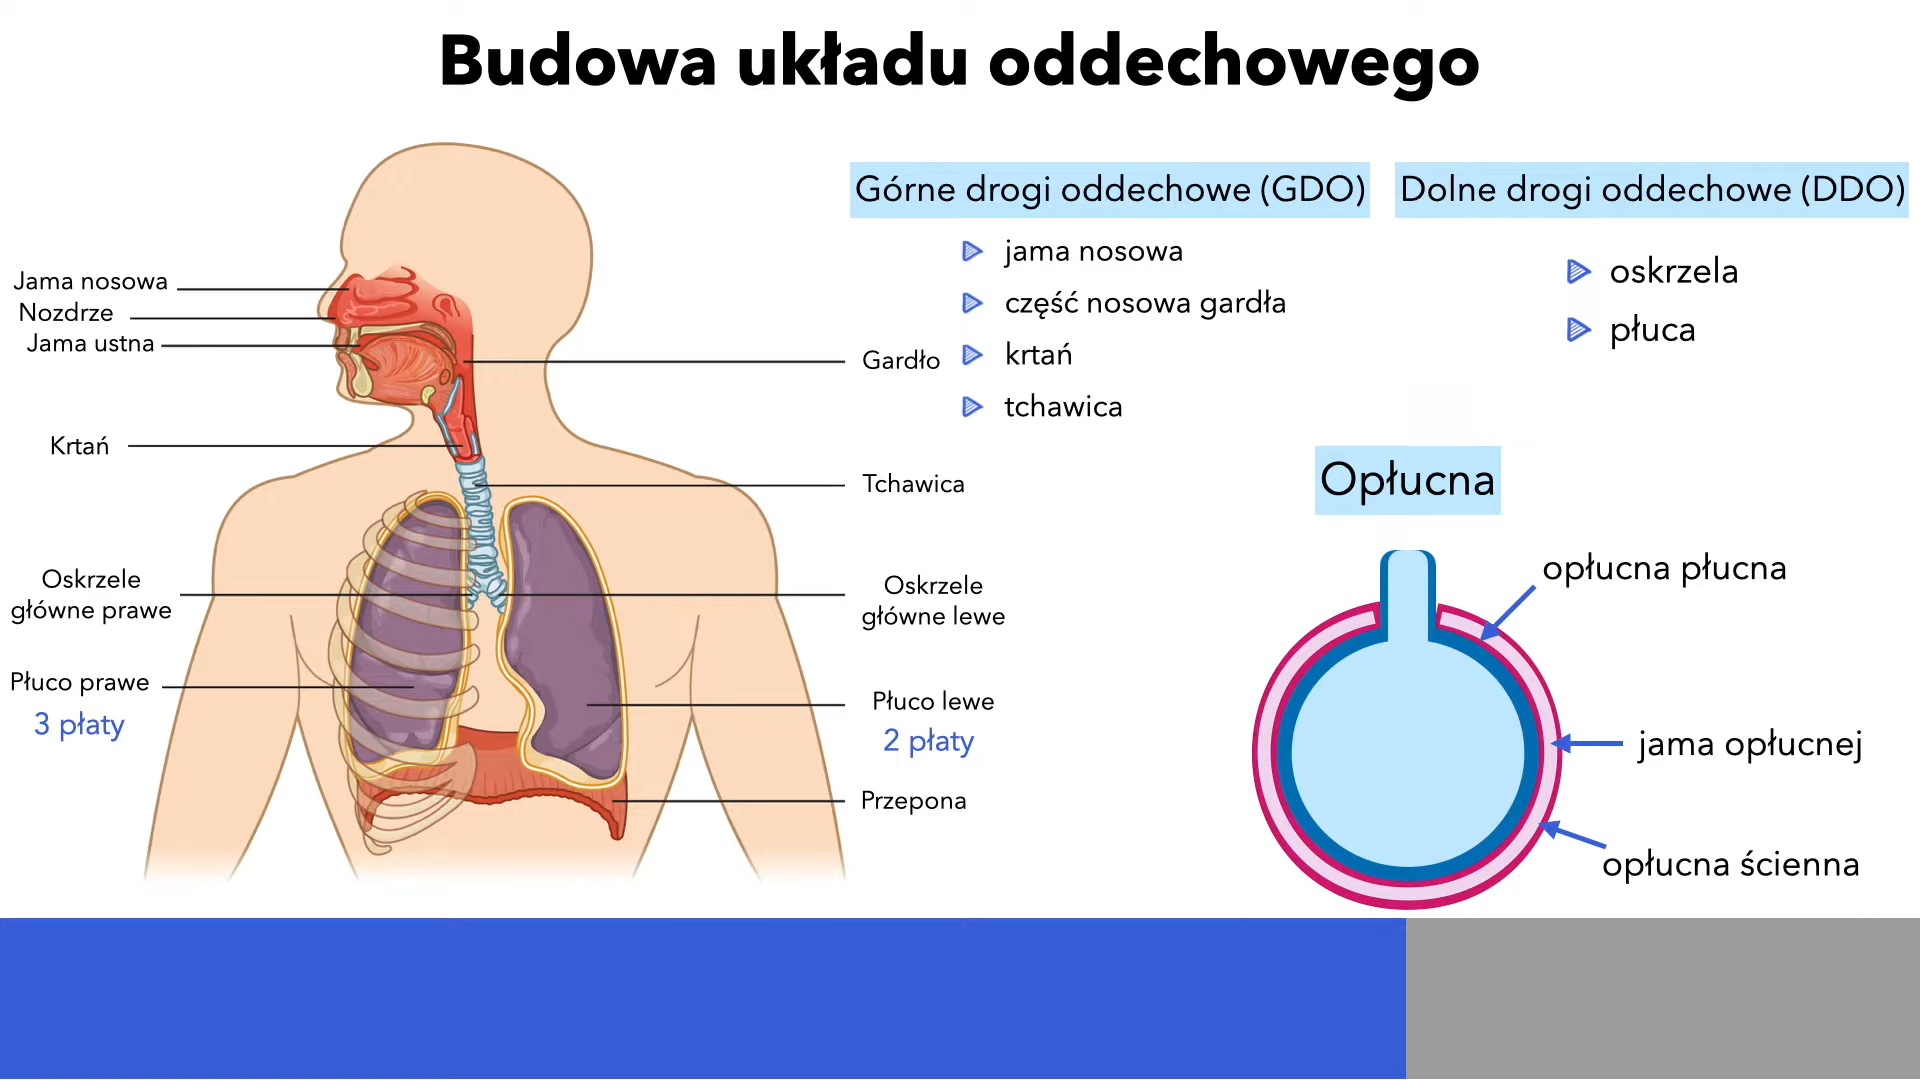 Budowa układu oddechowego
Jama nosowa
Nozdrze
Jama ustna
Krtań
Oskrzele
główne prawe
Płuco prawe
3 płaty
Gardło
Tchawica
Oskrzele
główne lewe
Płuco lewe
2 płaty
Przepona
Górne drogi oddechowe (GDO)
jama nosowa
część nosowa gardła
krtań
tchawica
Dolne drogi oddechowe (DDO)
oskrzela
płuca
Opłucna
opłucna płucna
jama opłucnej
opłucna ścienna